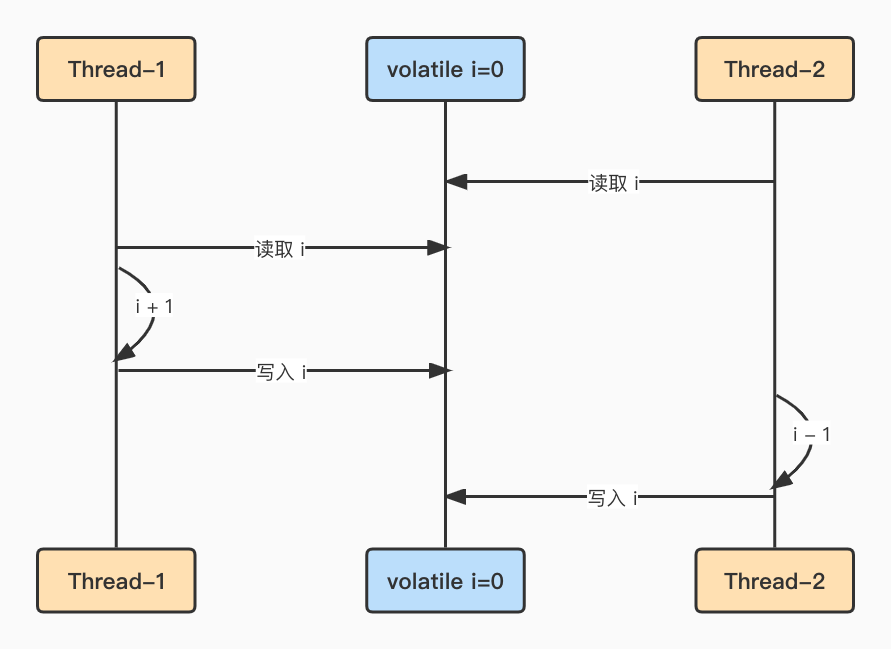 Thread-1
volatile i=0
Thread-2
读取 i
读取 i
i + 1
写入 i
i - 1
写入 i
Thread-1
volatile i=0
Thread-2